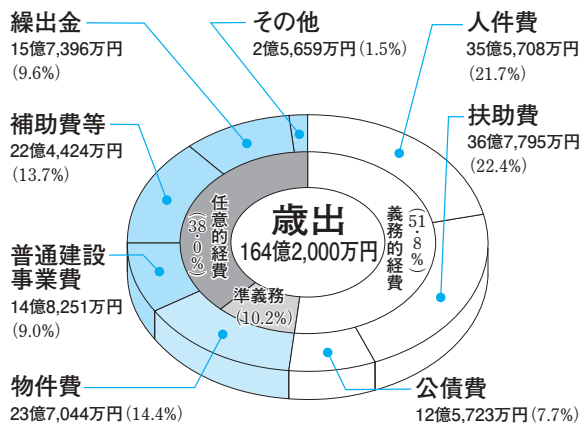 繰出金
15億7,396万円
(9.6%)
その他
2億5,659万円(1.5%)
人件費
35億5,708万円
(21.7%)
補助費等
22億4,424万円
(13.7%)
扶助費
36億7,795万円
(22.4%)
任意的経費
(38.0%)
歳出
164億2,000万円
義務的経費
(51.8%)
普通建設
事業費
14億8,251万円
(9.0%)
準義務
(10.2%)
物件費
23億7,044万円(14.4%)
公債費
12億5,723万円(7.7%)